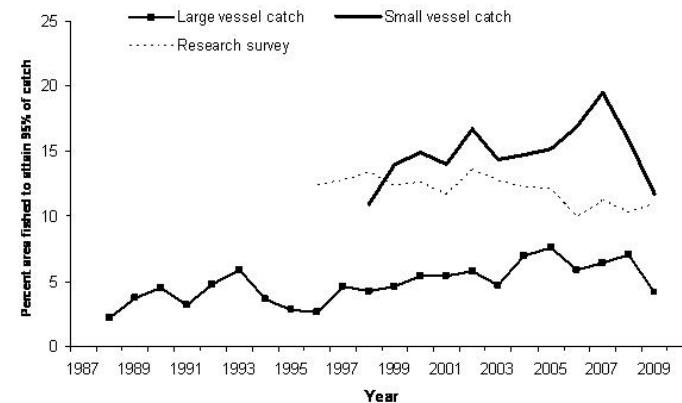 Large vessel catch Small vessel catch
Research survey
Percent area fished to attain 95% of catch
25
20
15
10
5
0
1987 1989 1991 1993 1995 1997 1999 2001 2003 2005 2007 2009
Year